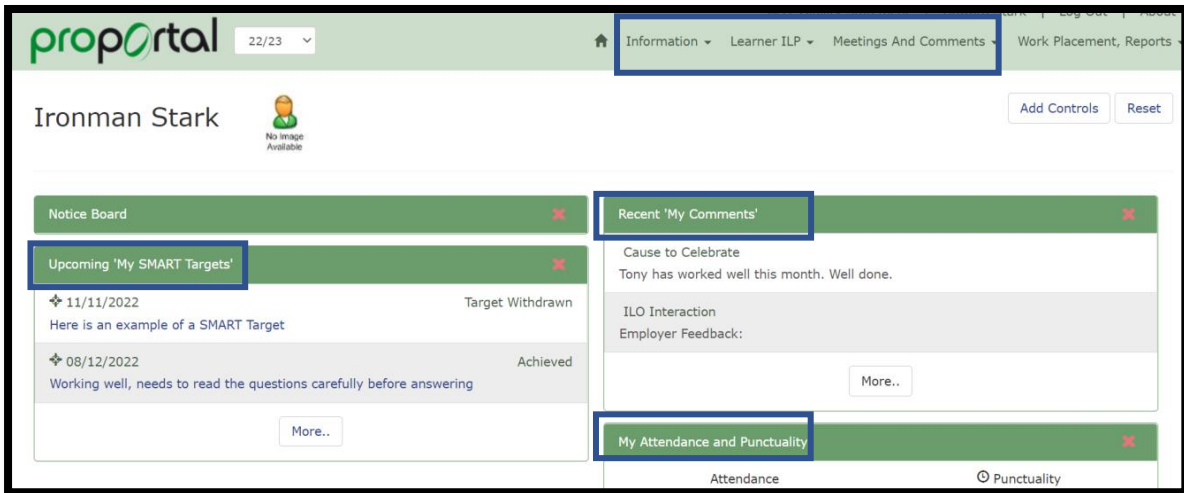 Log Out | About
proportal 22/23
Information Learner ILP Meetings And Comments Work Placement, Reports
Ironman Stark
No Image
Available
Add Controls Reset
Notice Board
Upcoming 'My SMART Targets'
11/11/2022 Target Withdrawn
Here is an example of a SMART Target
08/12/2022 Achieved
Working well, needs to read the questions carefully before answering
More..
Recent 'My Comments'
Cause to Celebrate
Tony has worked well this month. Well done.
ILO Interaction
Employer Feedback:
More..
My Attendance and Punctuality
Attendance Punctuality